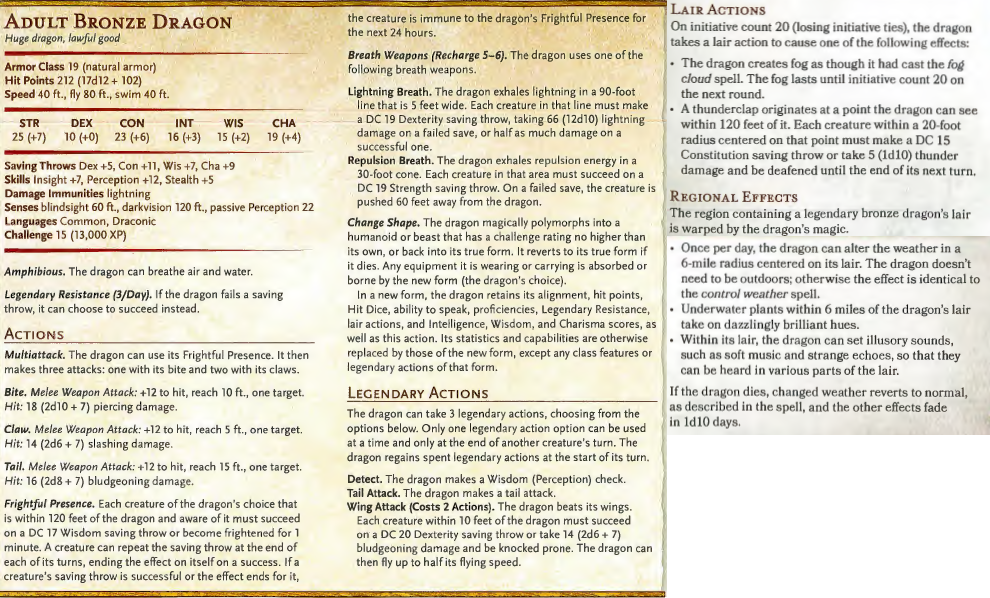 ADULT BRONZE DRAGON
Huge dragon, lawful good
Armor Class 19 (natural armor)
Hit Points 212 (17d12 + 102)
Speed 40 ft., fly 80 ft., swim 40 ft.
STR DEX CON INT WIS CHA
25 (+7) 10 (+0) 23 (+6) 16 (+3) 15 (+2) 19 (+4)
Saving Throws Dex +5, Con +11, Wis +7, Cha +9
Skills Insight +7, Perception +12, Stealth +5
Damage Immunities lightning
Senses blindsight 60 ft., darkvision 120 ft., passive Perception 22
Languages Common, Draconic
Challenge 15 (13,000 XP)
Amphibious. The dragon can breathe air and water.
Legendary Resistance (3/Day). If the dragon fails a saving
throw, it can choose to succeed instead.
ACTIONS
Multiattack. The dragon can use its Frightful Presence. It then
makes three attacks: one with its bite and two with its claws.
Bite. Melee Weapon Attack: +12 to hit, reach 10 ft., one target.
Hit: 18 (2d10 + 7) piercing damage.
Claw. Melee Weapon Attack: +12 to hit, reach 5 ft., one target.
Hit: 14 (2d6 + 7) slashing damage.
Tail. Melee Weapon Attack: +12 to hit, reach 15 ft., one target.
Hit: 16 (2d8 + 7) bludgeoning damage.
Frightful Presence. Each creature of the dragon's choice that
is within 120 feet of the dragon and aware of it must succeed
on a DC 17 Wisdom saving throw or become frightened for 1
minute. A creature can repeat the saving throw at the end of
each of its turns, ending the effect on itself on a success. If a
creature's saving throw is successful or the effect ends for it,
the creature is immune to the dragon's Frightful Presence for
the next 24 hours.
Breath Weapons (Recharge 5–6). The dragon uses one of the
following breath weapons.
Lightning Breath. The dragon exhales lightning in a 90-foot
line that is 5 feet wide. Each creature in that line must make
a DC 19 Dexterity saving throw, taking 66 (12d10) lightning
damage on a failed save, or half as much damage on a
successful one.
Repulsion Breath. The dragon exhales repulsion energy in a
30-foot cone. Each creature in that area must succeed on a
DC 19 Strength saving throw. On a failed save, the creature is
pushed 60 feet away from the dragon.
Change Shape. The dragon magically polymorphs into a
humanoid or beast that has a challenge rating no higher than
its own, or back into its true form. It reverts to its true form if
it dies. Any equipment it is wearing or carrying is absorbed or
borne by the new form (the dragon's choice).
In a new form, the dragon retains its alignment, hit points,
Hit Dice, ability to speak, proficiencies, Legendary Resistance,
lair actions, and Intelligence, Wisdom, and Charisma scores, as
well as this action. Its statistics and capabilities are otherwise
replaced by those of the new form, except any class features or
legendary actions of that form.
LEGENDARY ACTIONS
The dragon can take 3 legendary actions, choosing from the
options below. Only one legendary action option can be used
at a time and only at the end of another creature's turn. The
dragon regains spent legendary actions at the start of its turn.
Detect. The dragon makes a Wisdom (Perception) check.
Tail Attack. The dragon makes a tail attack.
Wing Attack (Costs 2 Actions). The dragon beats its wings.
Each creature within 10 feet of the dragon must succeed
on a DC 20 Dexterity saving throw or take 14 (2d6 + 7)
bludgeoning damage and be knocked prone. The dragon can
then fly up to half its flying speed.
LAIR ACTIONS
On initiative count 20 (losing initiative ties), the dragon
takes a lair action to cause one of the following effects:
• The dragon creates fog as though it had cast the fog
cloud spell. The fog lasts until initiative count 20 on
the next round.
• A thunderclap originates at a point the dragon can see
within 120 feet of it. Each creature within a 20-foot
radius centered on that point must make a DC 15
Constitution saving throw or take 5 (1d10) thunder
damage and be deafened until the end of its next turn.
REGIONAL EFFECTS
The region containing a legendary bronze dragon's lair
is warped by the dragon's magic.
• Once per day, the dragon can alter the weather in a
6-mile radius centered on its lair. The dragon doesn't
need to be outdoors; otherwise the effect is identical to
the control weather spell.
• Underwater plants within 6 miles of the dragon's lair
take on dazzlingly brilliant hues.
• Within its lair, the dragon can set illusory sounds,
such as soft music and strange echoes, so that they
can be heard in various parts of the lair.
If the dragon dies, changed weather reverts to normal,
as described in the spell, and the other effects fade
in 1d10 days.